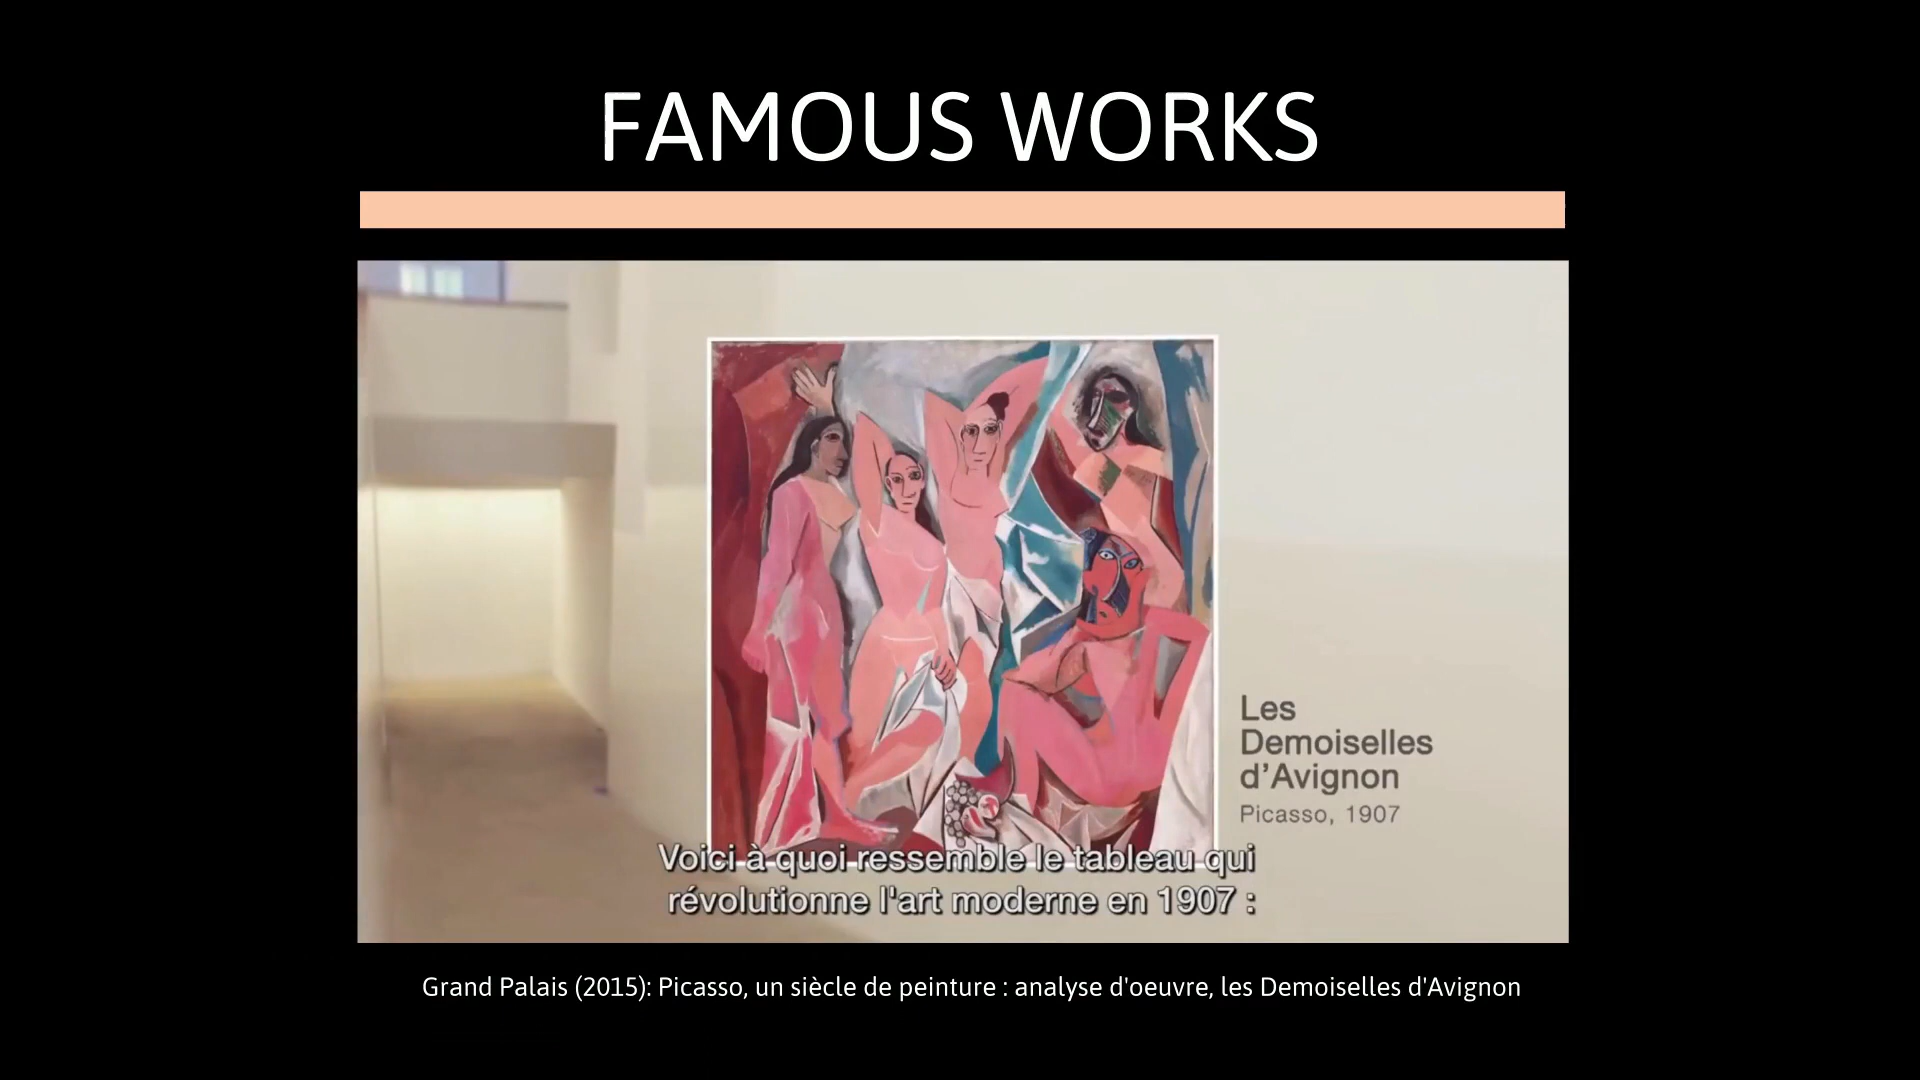 FAMOUS WORKS
Les
Demoiselles
d’Avignon
Picasso, 1907
Voici à quoi ressemble le tableau qui
révolutionne l'art moderne en 1907 :
Grand Palais (2015): Picasso, un siècle de peinture : analyse d'oeuvre, les Demoiselles d'Avignon